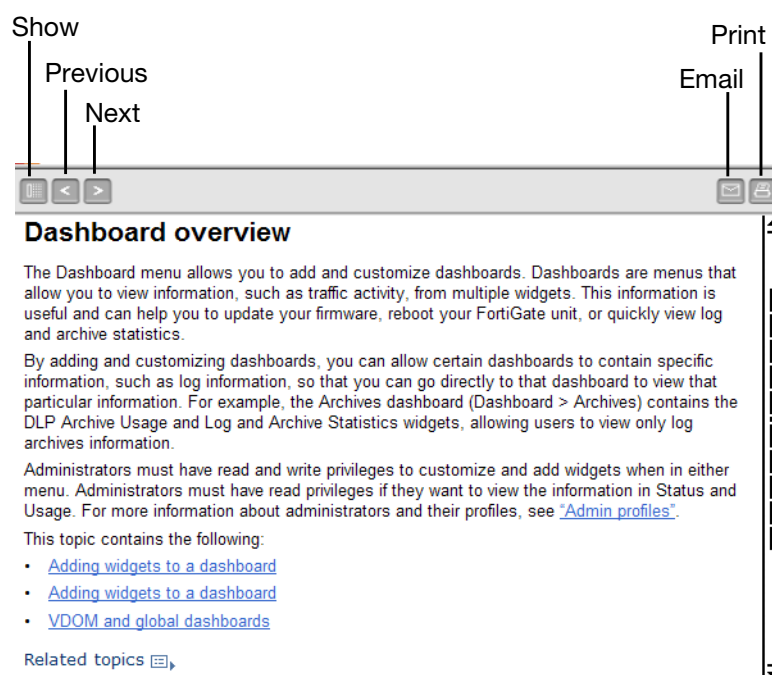 Show
Print
Previous
Email
Next
< >
Dashboard overview
The Dashboard menu allows you to add and customize dashboards. Dashboards are menus that
allow you to view information, such as traffic activity, from multiple widgets. This information is
useful and can help you to update your firmware, reboot your FortiGate unit, or quickly view log
and archive statistics.
By adding and customizing dashboards, you can allow certain dashboards to contain specific
information, such as log information, so that you can go directly to that dashboard to view that
particular information. For example, the Archives dashboard (Dashboard > Archives) contains the
DLP Archive Usage and Log and Archive Statistics widgets, allowing users to view only log
archives information.
Administrators must have read and write privileges to customize and add widgets when in either
menu. Administrators must have read privileges if they want to view the information in Status and
Usage. For more information about administrators and their profiles, see “Admin profiles”.
This topic contains the following:
• Adding widgets to a dashboard
• Adding widgets to a dashboard
• VDOM and global dashboards
Related topics